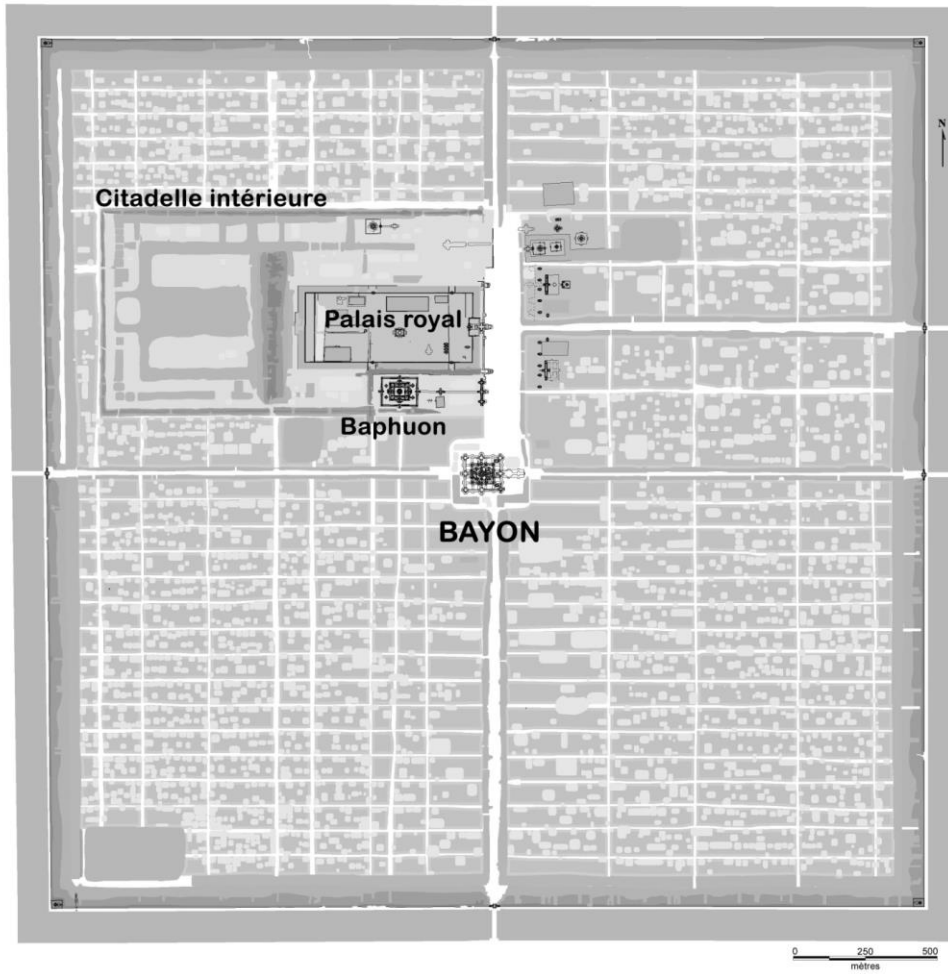 N
Citadelle intérieure
Palais royal
Baphuon
BAYON
0 250 500
mètres